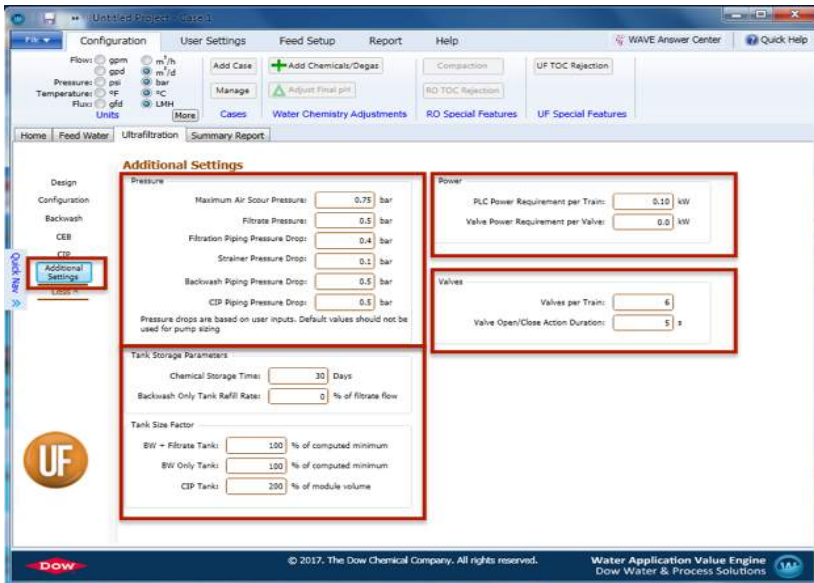 Untitled Project - Case 1
File
Configuration User Settings Feed Setup Report Help WAVE Answer Center Quick Help
Flow: gpm m³/h
gpd m³/d
Pressure: psi bar
Temperature: ºF ºC
Flux: gfd LMH
Units More
Add Case
Manage
Cases
Add Chemicals/Degas
Adjust Final pH
Water Chemistry Adjustments
Compaction
RO TOC Rejection
RO Special Features
UF TOC Rejection
UF Special Features
Home Feed Water Ultrafiltration Summary Report
Quick Nav
Design
Configuration
Backwash
CEB
CIP
Additional Settings
Additional Settings
Pressure
Maximum Air Scour Pressure: 0.75 bar
Filtrate Pressure: 0.5 bar
Filtration Piping Pressure Drop: 0.4 bar
Strainer Pressure Drop: 0.1 bar
Backwash Piping Pressure Drop: 0.5 bar
CIP Piping Pressure Drop: 0.5 bar
Pressure drops are based on user inputs. Default values should not be
used for pump sizing
Tank Storage Parameters
Chemical Storage Time: 30 Days
Backwash Only Tank Refill Rate: 0 % of filtrate flow
Tank Size Factor
BW + Filtrate Tank: 100 % of computed minimum
BW Only Tank: 100 % of computed minimum
CIP Tank: 200 % of module volume
Power
PLC Power Requirement per Train: 0.10 kW
Valve Power Requirement per Valve: 0.0 kW
Valves
Valves per Train: 6
Valve Open/Close Action Duration: 5 s
UF
DOW
© 2017. The Dow Chemical Company. All rights reserved.
Water Application Value Engine
Dow Water & Process Solutions
W